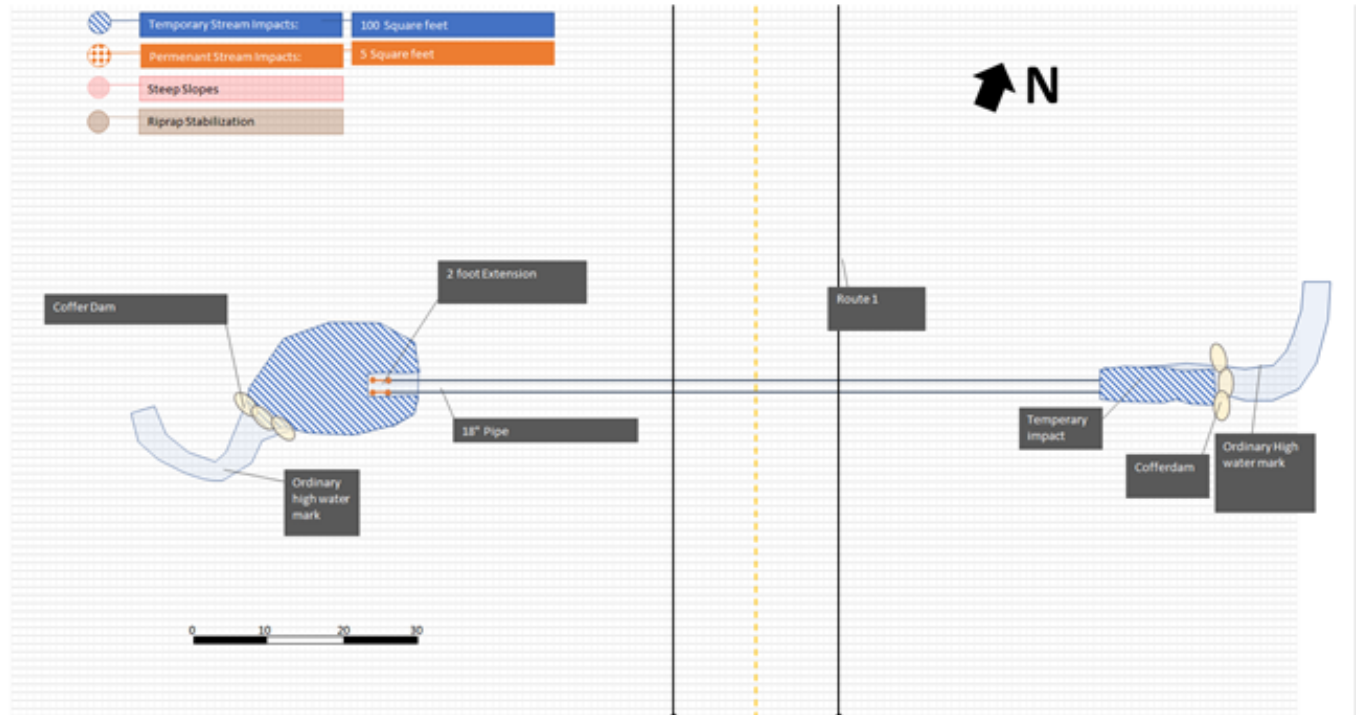 Temporary Stream Impacts: 100 Square feet
Permenant Stream Impacts: 5 Square feet
Steep Slopes
Riprap Stabilization
N
2 foot Extension
Coffer Dam
Route 1
18" Pipe
Temperary
impact
Ordinary High
water mark
Cofferdam
Ordinary
high water
mark
0 10 20 30